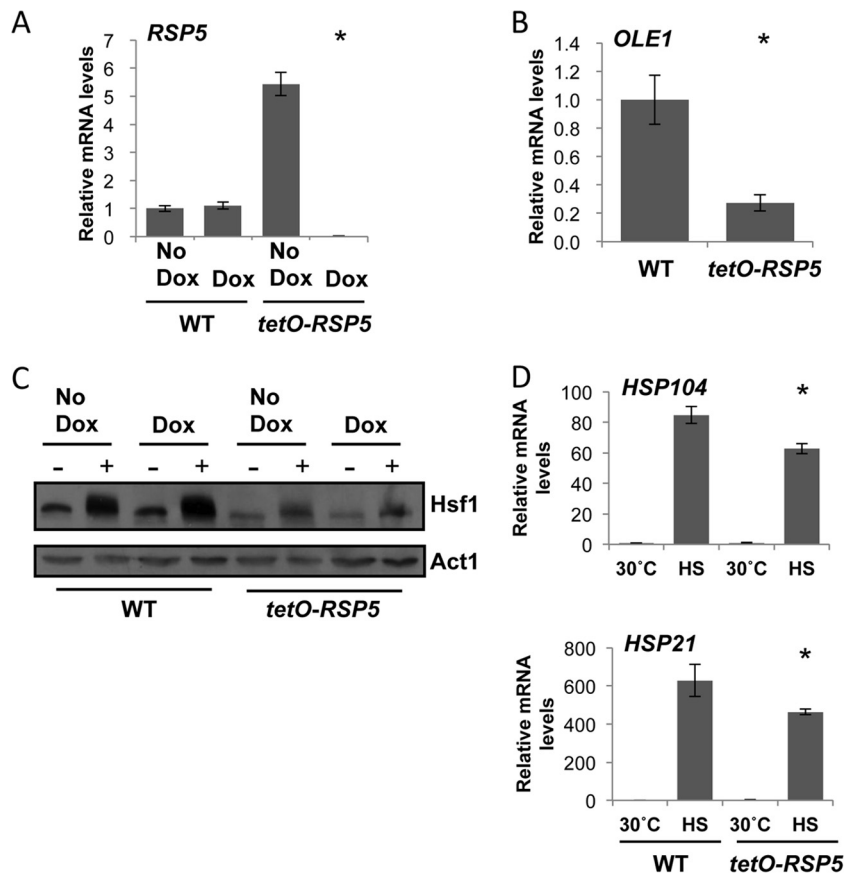 A
RSP5
*
Relative mRNA levels
7
6
5
4
3
2
1
0
No Dox
Dox
No Dox
Dox
WT
tetO-RSP5
B
OLE1
*
Relative mRNA levels
1.4
1.2
1.0
0.8
0.6
0.4
0.2
0.0
WT
tetO-RSP5
C
No Dox
Dox
No Dox
Dox
- + - + - + - +
Hsf1
Act1
WT
tetO-RSP5
D
HSP104
*
Relative mRNA levels
100
80
60
40
20
0
30˚C HS 30˚C HS
HSP21
*
Relative mRNA levels
800
600
400
200
0
30˚C HS 30˚C HS
WT
tetO-RSP5